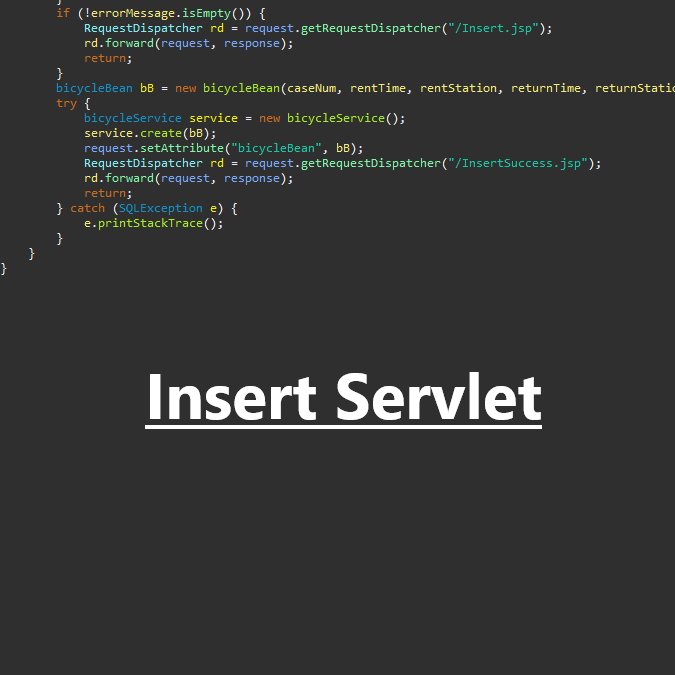 }
if (!errorMessage.isEmpty()) {
RequestDispatcher rd = request.getRequestDispatcher("/Insert.jsp");
rd.forward(request, response);
return;
}
bicycleBean bB = new bicycleBean(caseNum, rentTime, rentStation, returnTime, returnStatio
try {
bicycleService service = new bicycleService();
service.create(bB);
request.setAttribute("bicycleBean", bB);
RequestDispatcher rd = request.getRequestDispatcher("/InsertSuccess.jsp");
rd.forward(request, response);
return;
} catch (SQLException e) {
e.printStackTrace();
}
}
}
Insert Servlet